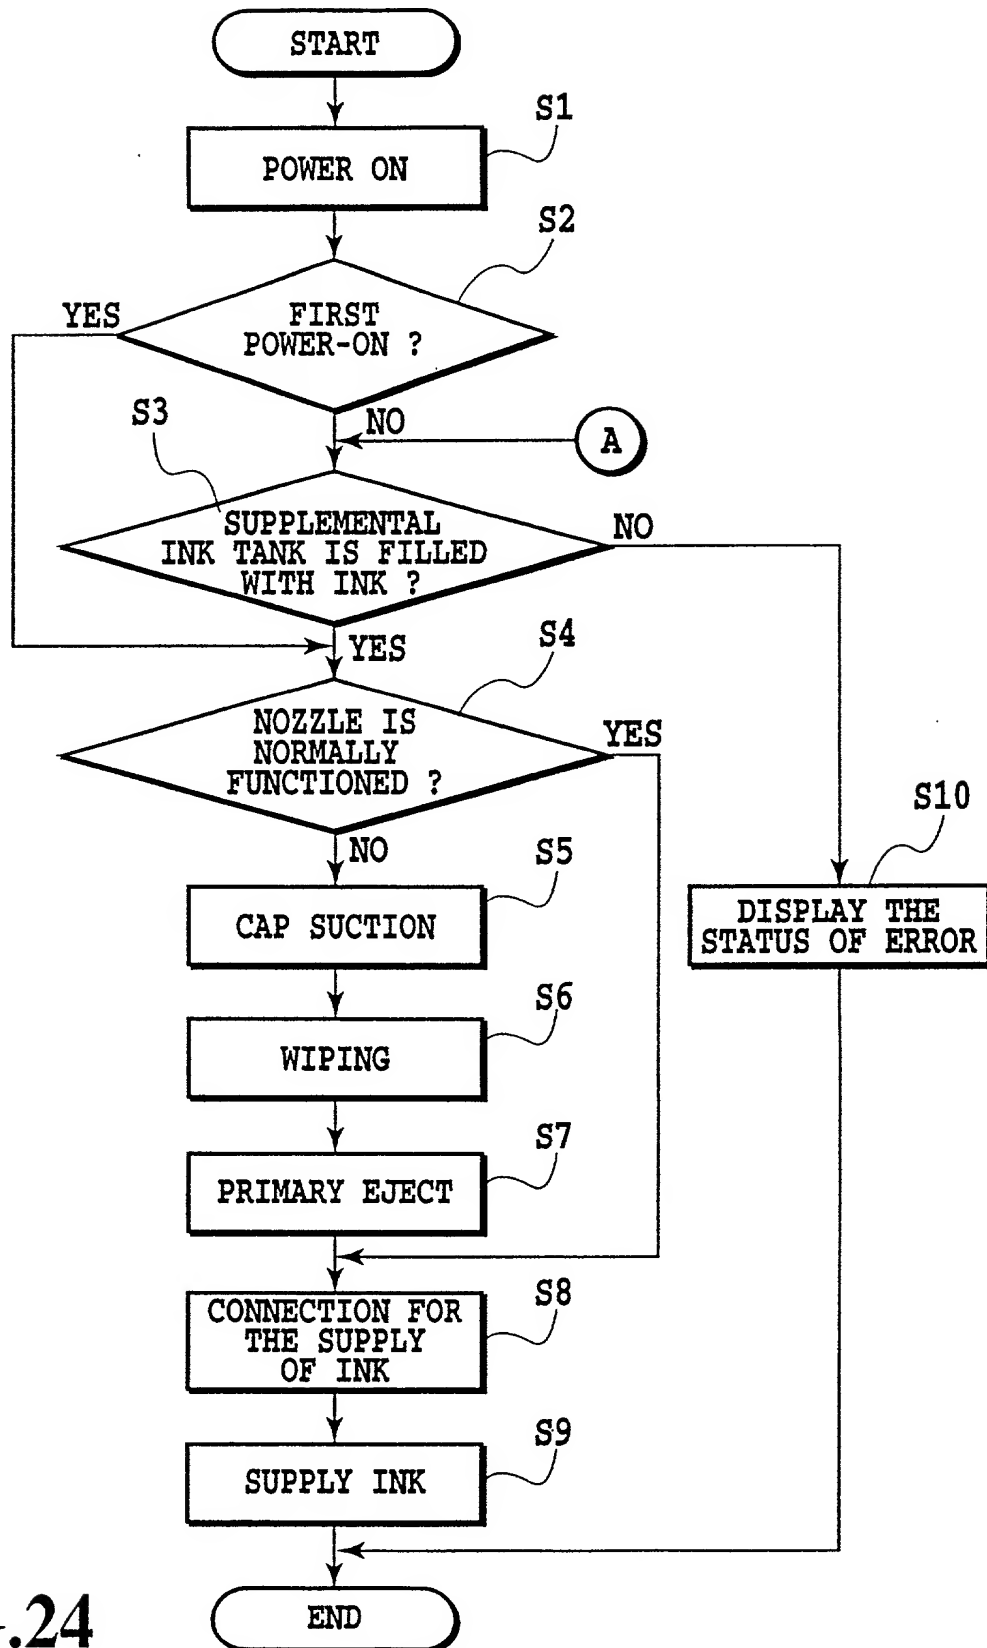 START
S1
POWER ON
S2
YES
FIRST
POWER-ON ?
S3
NO
A
SUPPLEMENTAL
INK TANK IS FILLED
WITH INK ?
NO
YES
S4
NOZZLE IS
NORMALLY
FUNCTIONED ?
YES
NO
S10
DISPLAY THE
STATUS OF ERROR
S5
CAP SUCTION
S6
WIPING
S7
PRIMARY EJECT
S8
CONNECTION FOR
THE SUPPLY
OF INK
S9
SUPPLY INK
END
.24